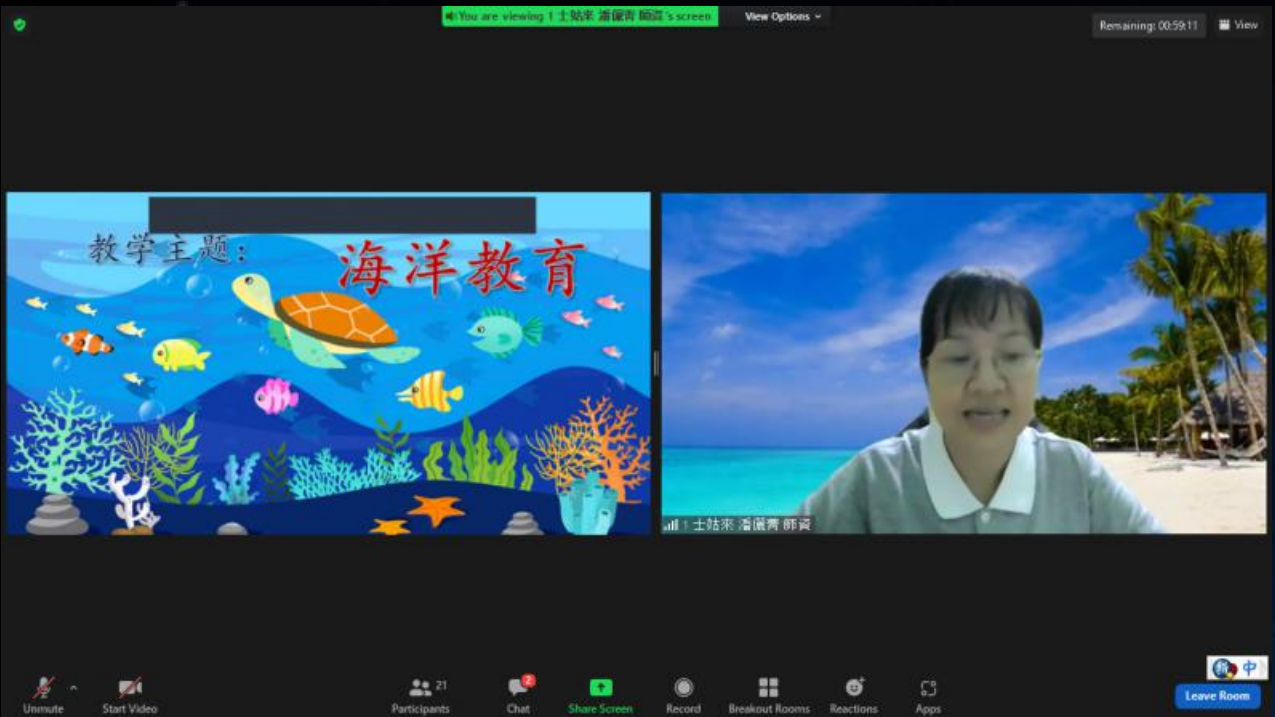 You are viewing 1 士姑來 潘儷菁 師資 's screen
View Options
Remaining: 00:59:11
View
教学主题：
海洋教育
1 士姑來 潘儷菁 師資
中
Unmute
Start Video
21
Participants
2
Chat
Share Screen
Record
Breakout Rooms
Reactions
Apps
Leave Room